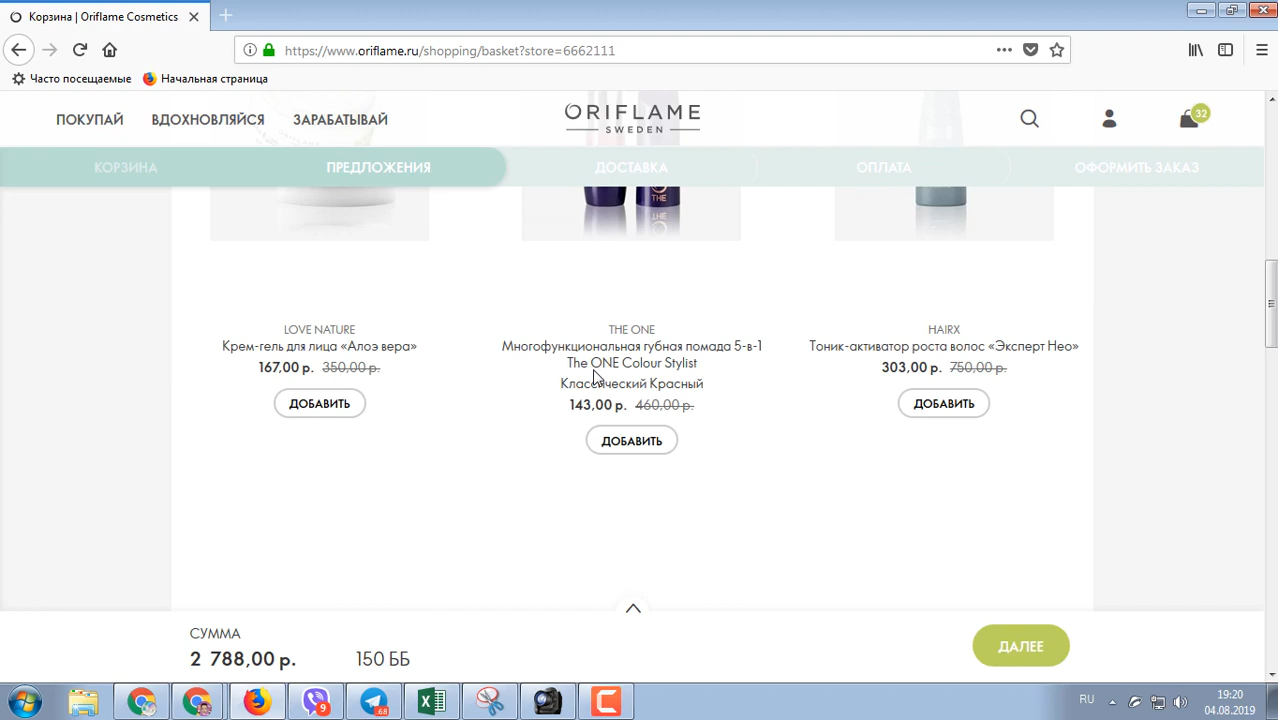 Корзина | Oriflame Cosmetics
https://www.oriflame.ru/shopping/basket?store=6662111
Часто посещаемые
Начальная страница
ПОКУПАЙ
ВДОХНОВЛЯЙСЯ
ЗАРАБАТЫВАЙ
ORIFLAME
SWEDEN
32
КОРЗИНА
ПРЕДЛОЖЕНИЯ
ДОСТАВКА
ОПЛАТА
ОФОРМИТЬ ЗАКАЗ
THE
LOVE NATURE
Крем-гель для лица «Алоэ вера»
167,00 р. 350,00 р.
ДОБАВИТЬ
THE ONE
Многофункциональная губная помада 5-в-1
The ONE Colour Stylist
Классический Красный
143,00 р. 460,00 р.
ДОБАВИТЬ
HAIRX
Тоник-активатор роста волос «Эксперт Нео»
303,00 р. 750,00 р.
ДОБАВИТЬ
СУММА
2 788,00 р.
150 ББ
ДАЛЕЕ
9
68
RU
19:20
04.08.2019